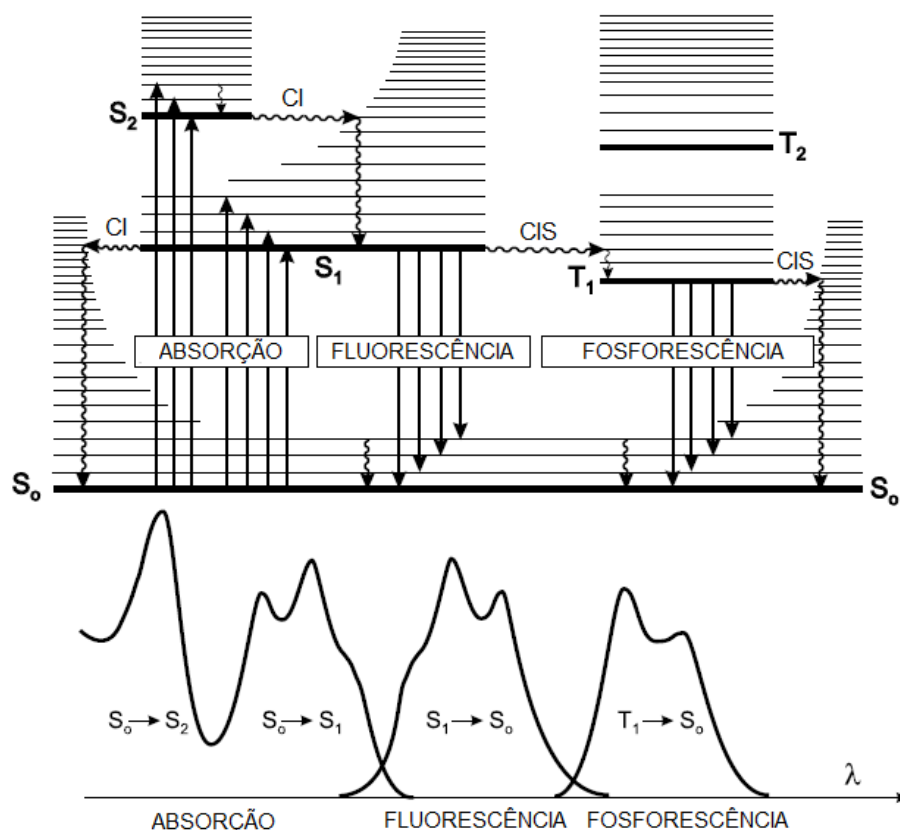 CI
S₂
T₂
CI
CIS
S₁
T₁
CIS
ABSORÇÃO
FLUORESCÊNCIA
FOSFORESCÊNCIA
Sₒ
Sₒ
Sₒ→S₂
Sₒ→S₁
S₁→Sₒ
T₁→Sₒ
λ
ABSORÇÃO
FLUORESCÊNCIA
FOSFORESCÊNCIA